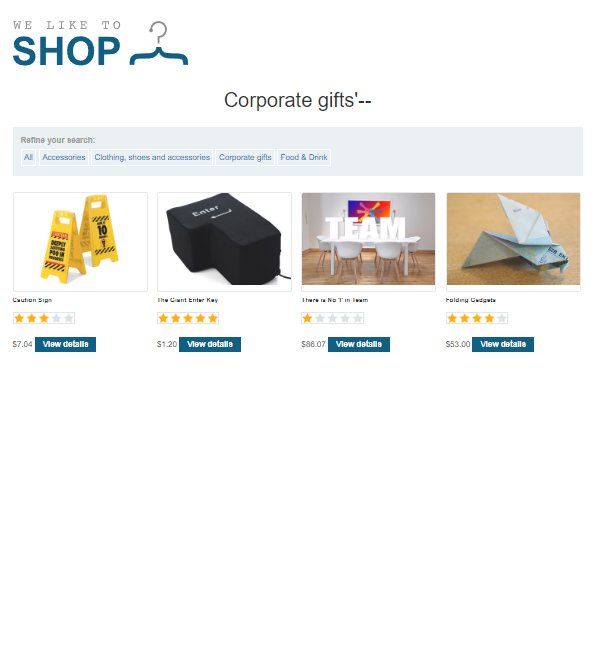 WE LIKE TO
SHOP
Corporate gifts'--
Refine your search:
All Accessories Clothing, shoes and accessories Corporate gifts Food & Drink
Enter
TEAM
Caution Sign The Giant Enter Key There is No 'I' in Team Folding Gadgets
$7.04 View details $1.20 View details $86.07 View details $53.00 View details